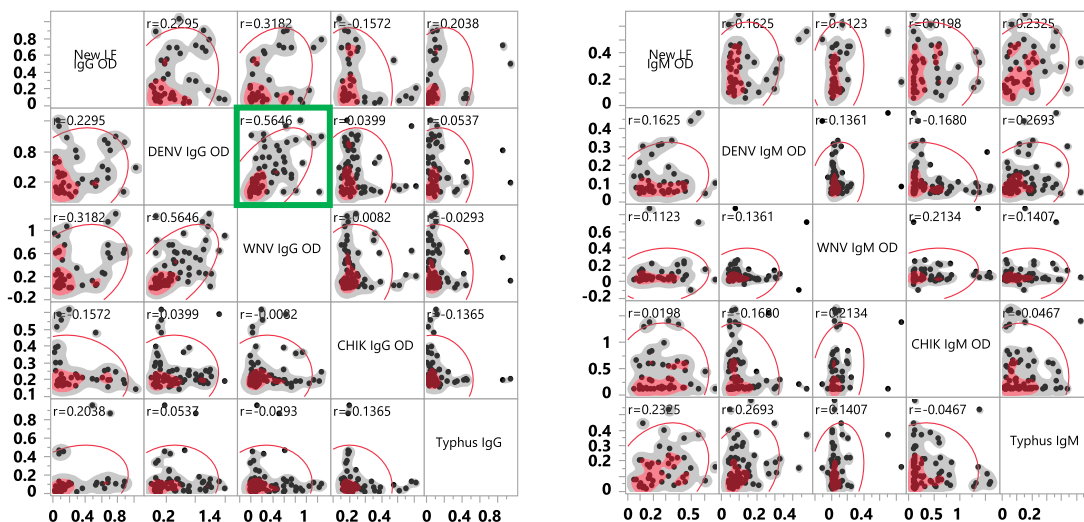 r=0.2295 r=0.3182 r=-0.1572 r=0.2038
New LF
IgG OD
0.8
0.6
0.4
0.2
0
r=0.2295 r=0.5646 r=0.0399 r=0.0537
DENV IgG OD
0.8
0.2
r=0.3182 r=0.5646 r=-0.0082 r=-0.0293
WNV IgG OD
1
0.6
0.2
-0.2
r=-0.1572 r=0.0399 r=-0.0082 r=-0.1365
CHIK IgG OD
0.5
0.4
0.3
0.2
0.1
r=0.2038 r=0.0537 r=-0.0293 r=-0.1365
Typhus IgG
0.8
0.6
0.4
0.2
0
0 0.4 0.8 0.2 0.8 1.4 0 0.4 1 0.2 0.4 0 0.4 0.8
r=0.1625 r=0.1123 r=0.0198 r=0.2325
New LF
IgM OD
0.4
0.2
0
r=0.1625 r=0.1361 r=-0.1680 r=0.2693
DENV IgM OD
0.4
0.3
0.2
0.1
0
r=0.1123 r=0.1361 r=0.2134 r=0.1407
WNV IgM OD
0.6
0.4
0.2
0
-0.2
r=0.0198 r=-0.1680 r=0.2134 r=-0.0467
CHIK IgM OD
1
0.5
0
r=0.2325 r=0.2693 r=0.1407 r=-0.0467
Typhus IgM
0.4
0.3
0.2
0.1
0
0 0.2 0.5 0 0.2 0.4 0 0.4 0 0.5 1 0 0.2